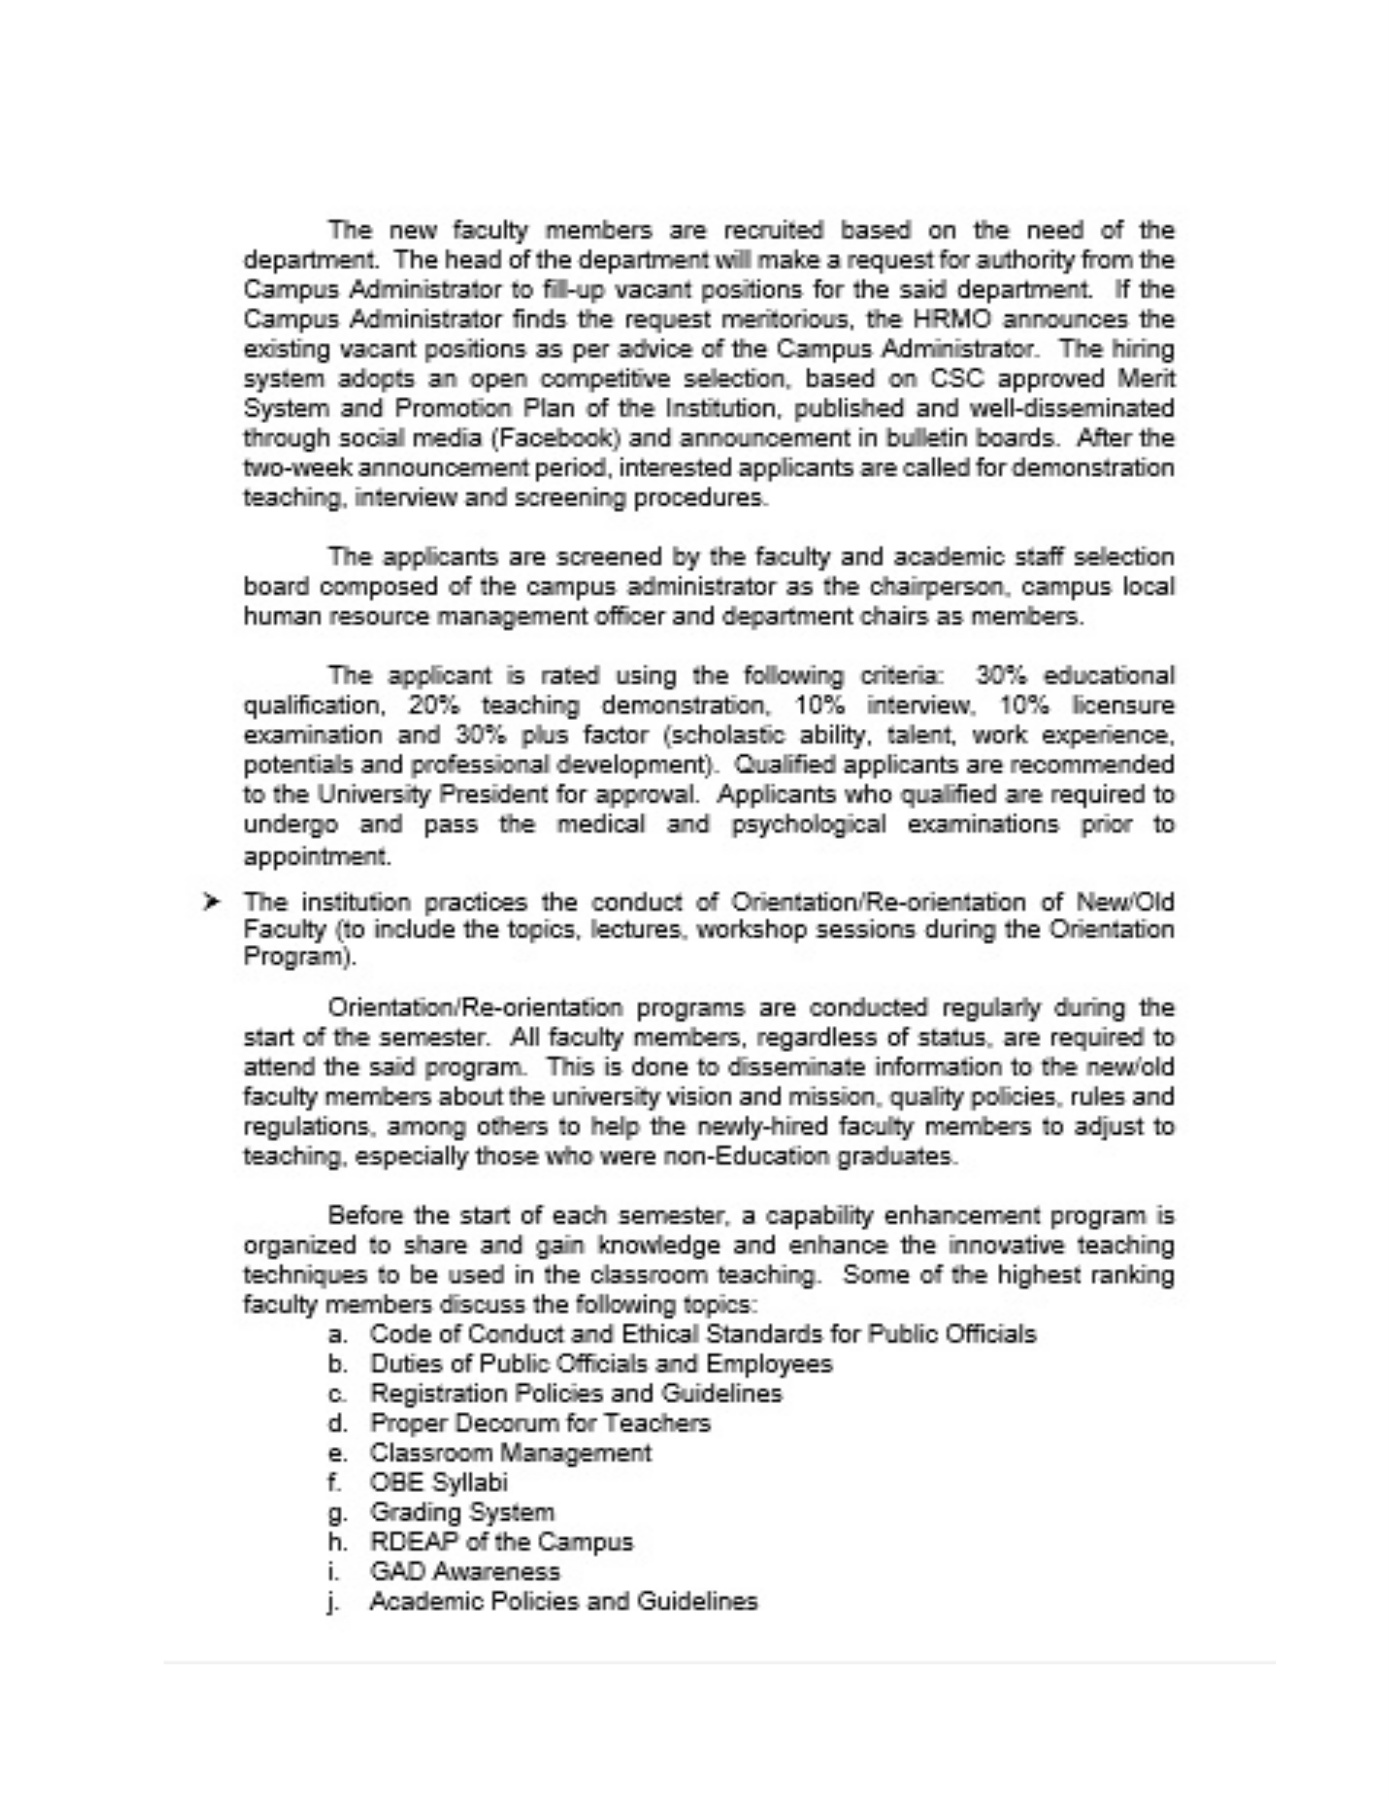 The new faculty members are recruited based on the need of the
department. The head of the department will make a request for authority from the
Campus Administrator to fill-up vacant positions for the said department. If the
Campus Administrator finds the request meritorious, the HRMO announces the
existing vacant positions as per advice of the Campus Administrator. The hiring
system adopts an open competitive selection, based on CSC approved Merit
System and Promotion Plan of the Institution, published and well-disseminated
through social media (Facebook) and announcement in bulletin boards. After the
two-week announcement period, interested applicants are called for demonstration
teaching, interview and screening procedures.
The applicants are screened by the faculty and academic staff selection
board composed of the campus administrator as the chairperson, campus local
human resource management officer and department chairs as members.
The applicant is rated using the following criteria: 30% educational
qualification, 20% teaching demonstration, 10% interview, 10% licensure
examination and 30% plus factor (scholastic ability, talent, work experience,
potentials and professional development). Qualified applicants are recommended
to the University President for approval. Applicants who qualified are required to
undergo and pass the medical and psychological examinations prior to
appointment.
➢ The institution practices the conduct of Orientation/Re-orientation of New/Old
Faculty (to include the topics, lectures, workshop sessions during the Orientation
Program).
Orientation/Re-orientation programs are conducted regularly during the
start of the semester. All faculty members, regardless of status, are required to
attend the said program. This is done to disseminate information to the new/old
faculty members about the university vision and mission, quality policies, rules and
regulations, among others to help the newly-hired faculty members to adjust to
teaching, especially those who were non-Education graduates.
Before the start of each semester, a capability enhancement program is
organized to share and gain knowledge and enhance the innovative teaching
techniques to be used in the classroom teaching. Some of the highest ranking
faculty members discuss the following topics:
a. Code of Conduct and Ethical Standards for Public Officials
b. Duties of Public Officials and Employees
c. Registration Policies and Guidelines
d. Proper Decorum for Teachers
e. Classroom Management
f. OBE Syllabi
g. Grading System
h. RDEAP of the Campus
i. GAD Awareness
j. Academic Policies and Guidelines